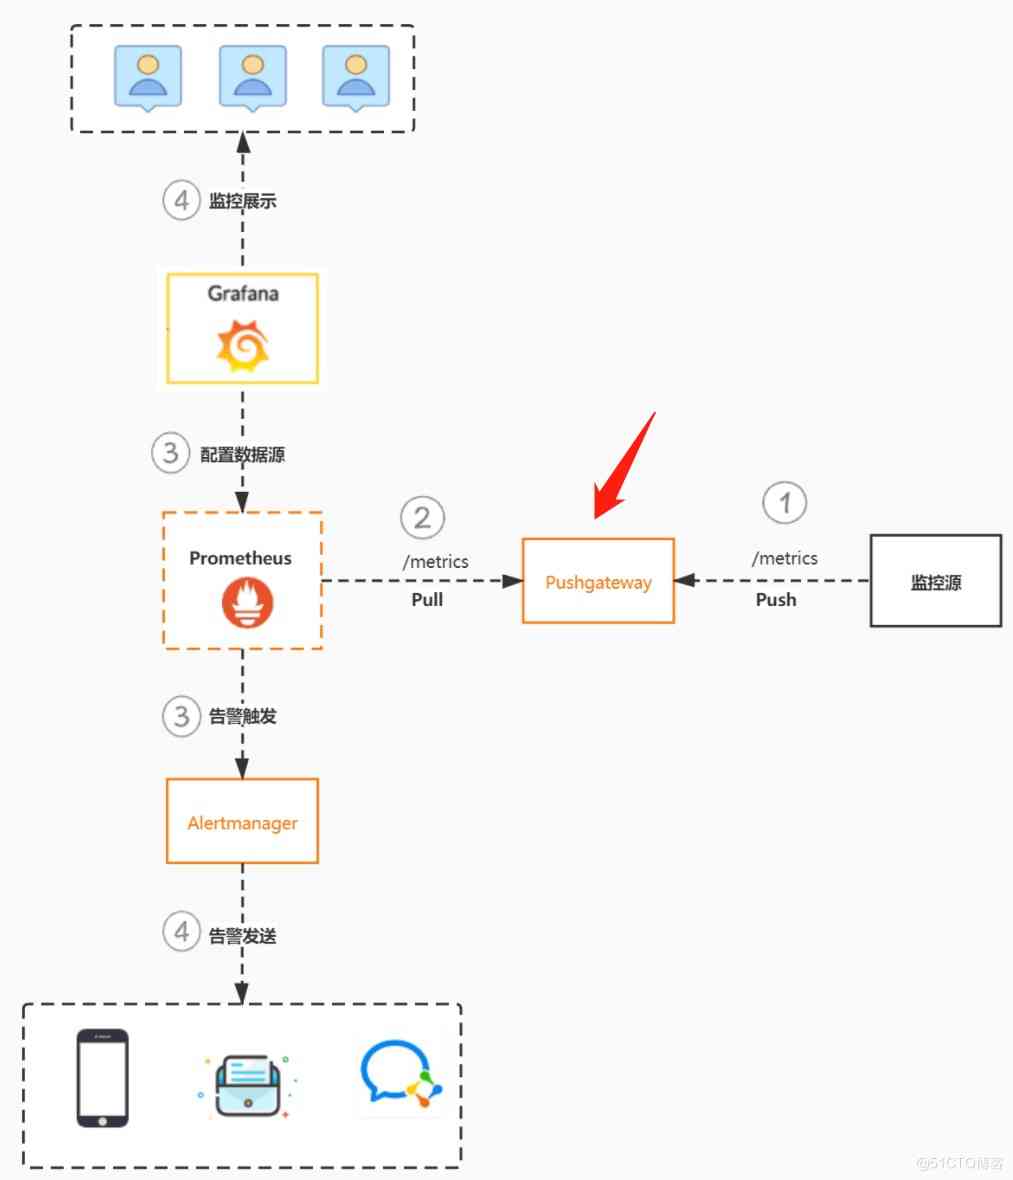 ④ 监控展示
Grafana
③ 配置数据源
Prometheus
②
/metrics
Pull
Pushgateway
①
/metrics
Push
监控源
③ 告警触发
Alertmanager
④ 告警发送
@51CTO博客